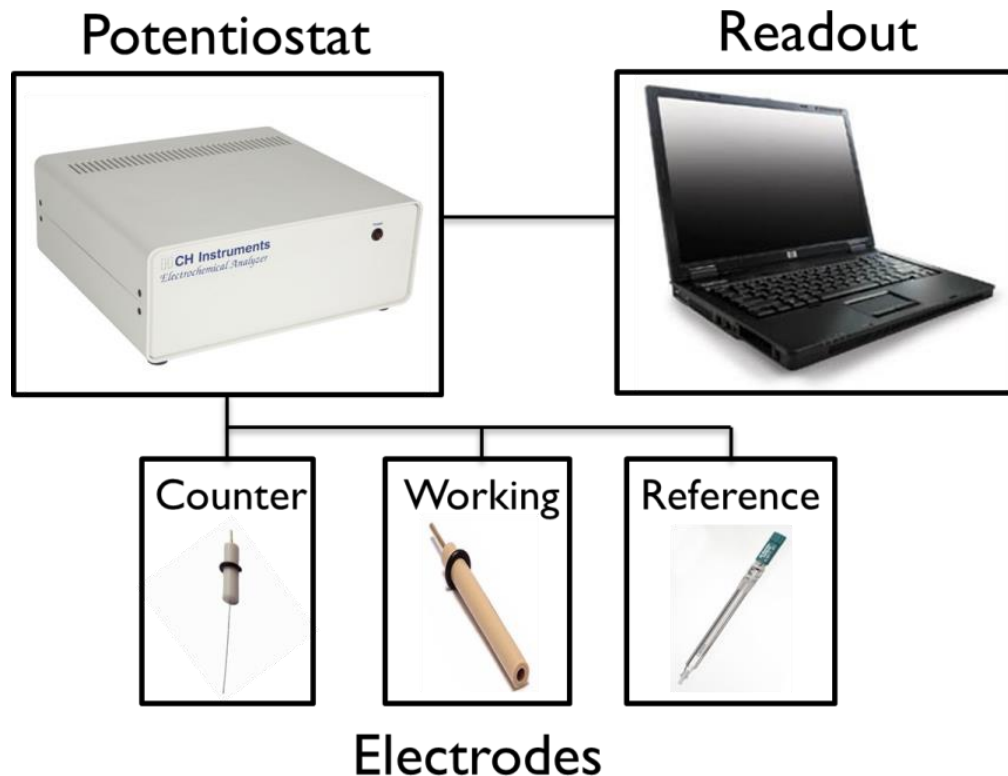 Potentiostat
Readout
CH Instruments
Electrochemical Analyzer
Counter
Working
Reference
Electrodes